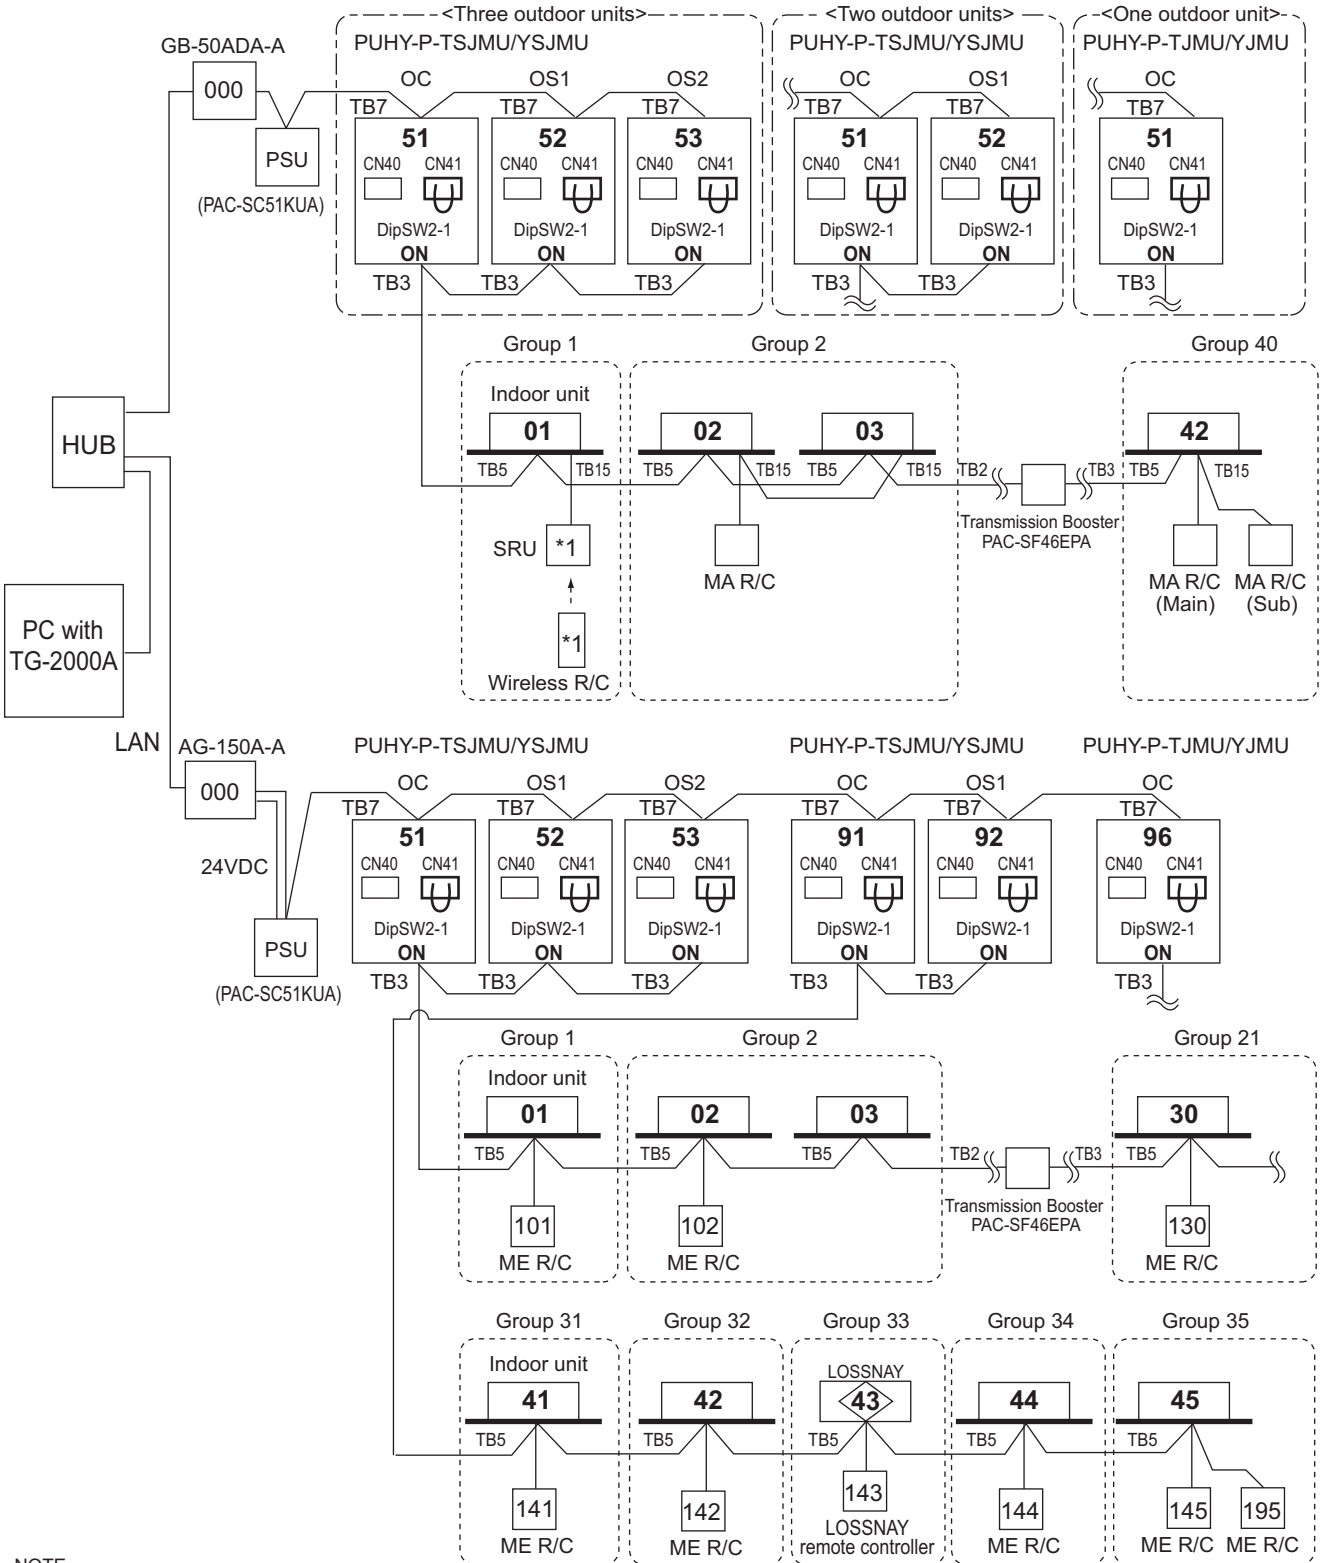 <Three outdoor units>
<Two outdoor units>
<One outdoor unit>
GB-50ADA-A
PUHY-P-TSJMU/YSJMU
PUHY-P-TSJMU/YSJMU
PUHY-P-TJMU/YJMU
000
OC
OS1
OS2
OC
OS1
OC
TB7
TB7
TB7
TB7
TB7
TB7
PSU
(PAC-SC51KUA)
51
52
53
51
52
51
CN40 CN41
CN40 CN41
CN40 CN41
CN40 CN41
CN40 CN41
CN40 CN41
DipSW2-1
DipSW2-1
DipSW2-1
DipSW2-1
DipSW2-1
DipSW2-1
ON
ON
ON
ON
ON
ON
TB3
TB3
TB3
TB3
TB3
TB3
Group 1
Group 2
Group 40
Indoor unit
HUB
01
02
03
42
TB5
TB15
TB5
TB15
TB5
TB15
TB2
TB3
TB5
TB15
Transmission Booster
PAC-SF46EPA
SRU
*1
MA R/C
MA R/C
(Main)
MA R/C
(Sub)
*1
Wireless R/C
PC with
TG-2000A
LAN
AG-150A-A
PUHY-P-TSJMU/YSJMU
PUHY-P-TSJMU/YSJMU
PUHY-P-TJMU/YJMU
000
OC
OS1
OS2
OC
OS1
OC
TB7
TB7
TB7
TB7
TB7
TB7
24VDC
51
52
53
91
92
96
CN40 CN41
CN40 CN41
CN40 CN41
CN40 CN41
CN40 CN41
CN40 CN41
PSU
(PAC-SC51KUA)
DipSW2-1
DipSW2-1
DipSW2-1
DipSW2-1
DipSW2-1
DipSW2-1
ON
ON
ON
ON
ON
ON
TB3
TB3
TB3
TB3
TB3
TB3
Group 1
Group 2
Group 21
Indoor unit
01
02
03
30
TB5
TB5
TB5
TB2
TB3
TB5
Transmission Booster
PAC-SF46EPA
101
102
130
ME R/C
ME R/C
ME R/C
Group 31
Group 32
Group 33
Group 34
Group 35
Indoor unit
LOSSNAY
41
42
43
44
45
TB5
TB5
TB5
TB5
TB5
141
142
143
144
145
195
ME R/C
ME R/C
LOSSNAY
remote controller
ME R/C
ME R/C
ME R/C